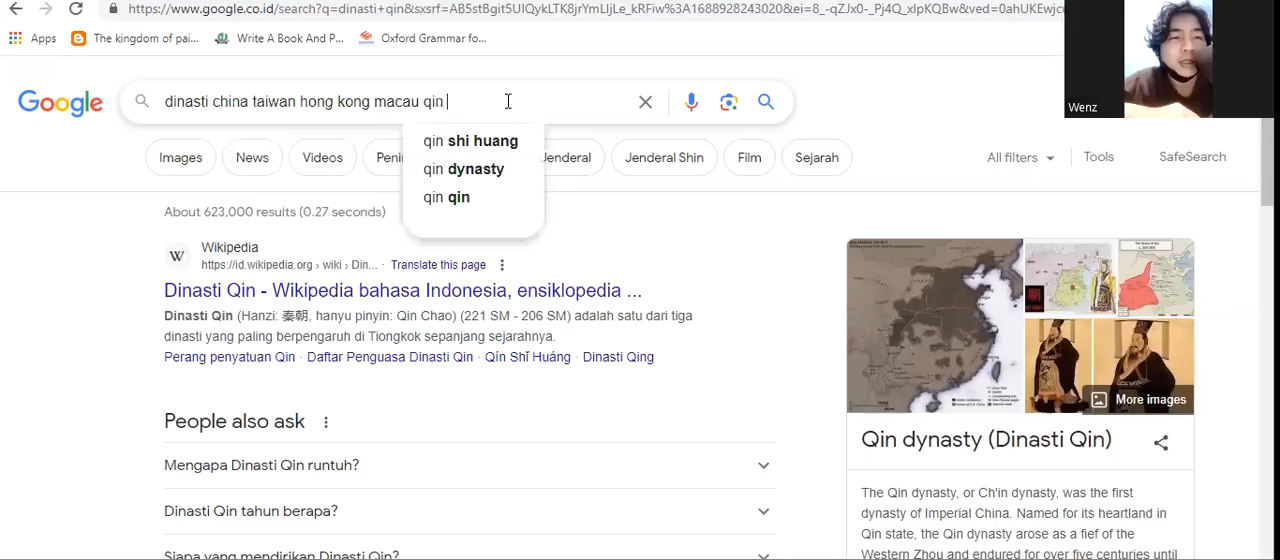 https://www.google.co.id/search?q=dinasti+qin&sxsrf=AB5stBgit5UIQykLTK8jrYmLIjLe_kRFiw%3A1688928243020&ei=8_-qZJx0-_Pj4Q_xlpKQBw&ved=0ahUKEwjc
Apps
The kingdom of pai...
Write A Book And P...
Oxford Grammar fo...
Wenz
Google
dinasti china taiwan hong kong macau qin
qin shi huang
qin dynasty
qin qin
Images
News
Videos
Jenderal
Jenderal Shin
Film
Sejarah
All filters
Tools
SafeSearch
About 623,000 results (0.27 seconds)
W
Wikipedia
https://id.wikipedia.org › wiki › Din...
Translate this page
Dinasti Qin - Wikipedia bahasa Indonesia, ensiklopedia ...
Dinasti Qin (Hanzi: 秦朝, hanyu pinyin: Qin Chao) (221 SM - 206 SM) adalah satu dari tiga
dinasti yang paling berpengaruh di Tiongkok sepanjang sejarahnya.
Perang penyatuan Qin · Daftar Penguasa Dinasti Qin · Qín Shǐ Huáng · Dinasti Qing
People also ask
Mengapa Dinasti Qin runtuh?
Dinasti Qin tahun berapa?
Siapa yang mendirikan Dinasti Qin?
More images
Qin dynasty (Dinasti Qin)
The Qin dynasty, or Ch'in dynasty, was the first
dynasty of Imperial China. Named for its heartland in
Qin state, the Qin dynasty arose as a fief of the
Western Zhou and endured for over five centuries until